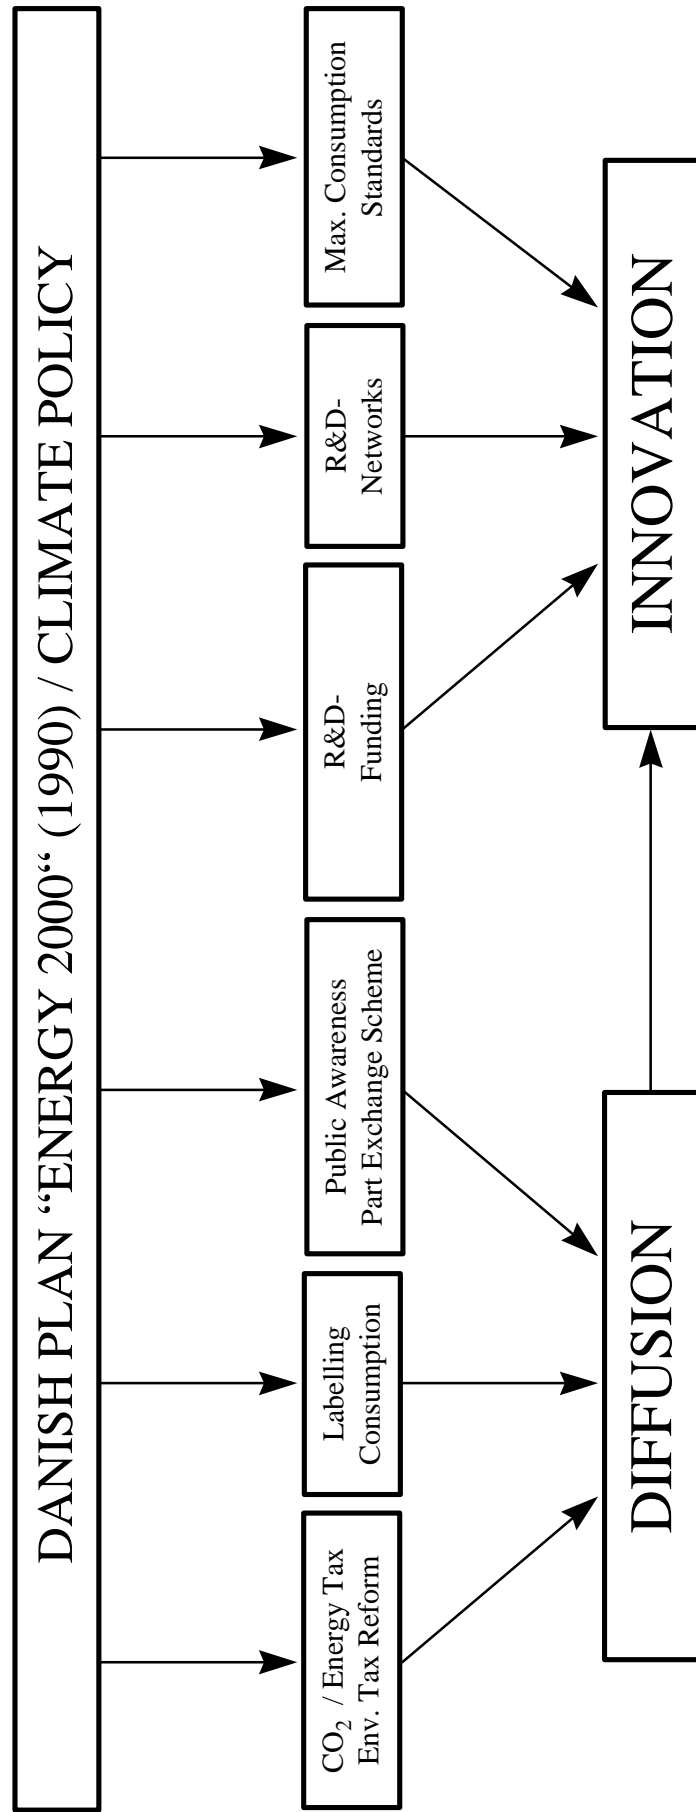 DANISH PLAN “ENERGY 2000“ (1990) / CLIMATE POLICY
CO₂ / Energy Tax
Env. Tax Reform
Labelling
Consumption
Public Awareness
Part Exchange Scheme
R&D-
Funding
R&D-
Networks
Max. Consumption
Standards
DIFFUSION
INNOVATION